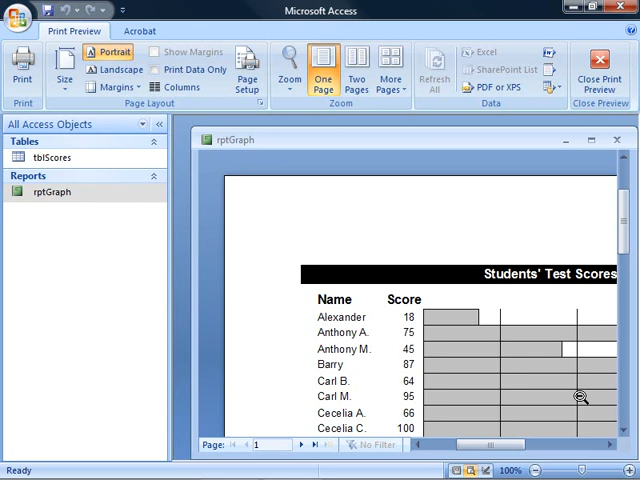 Microsoft Access
Print Preview Acrobat
Print Size Portrait Landscape Margins Show Margins Print Data Only Columns Page Setup Zoom One Page Two Pages More Pages Refresh All Excel SharePoint List PDF or XPS Close Print Preview
Print Page Layout Zoom Data Close Preview
All Access Objects
Tables
tblScores
Reports
rptGraph
rptGraph
Students' Test Scores
Name Score
Alexander 18
Anthony A. 75
Anthony M. 45
Barry 87
Carl B. 64
Carl M. 95
Cecelia A. 66
Cecelia C. 100
Page: 1 No Filter
Ready 100%